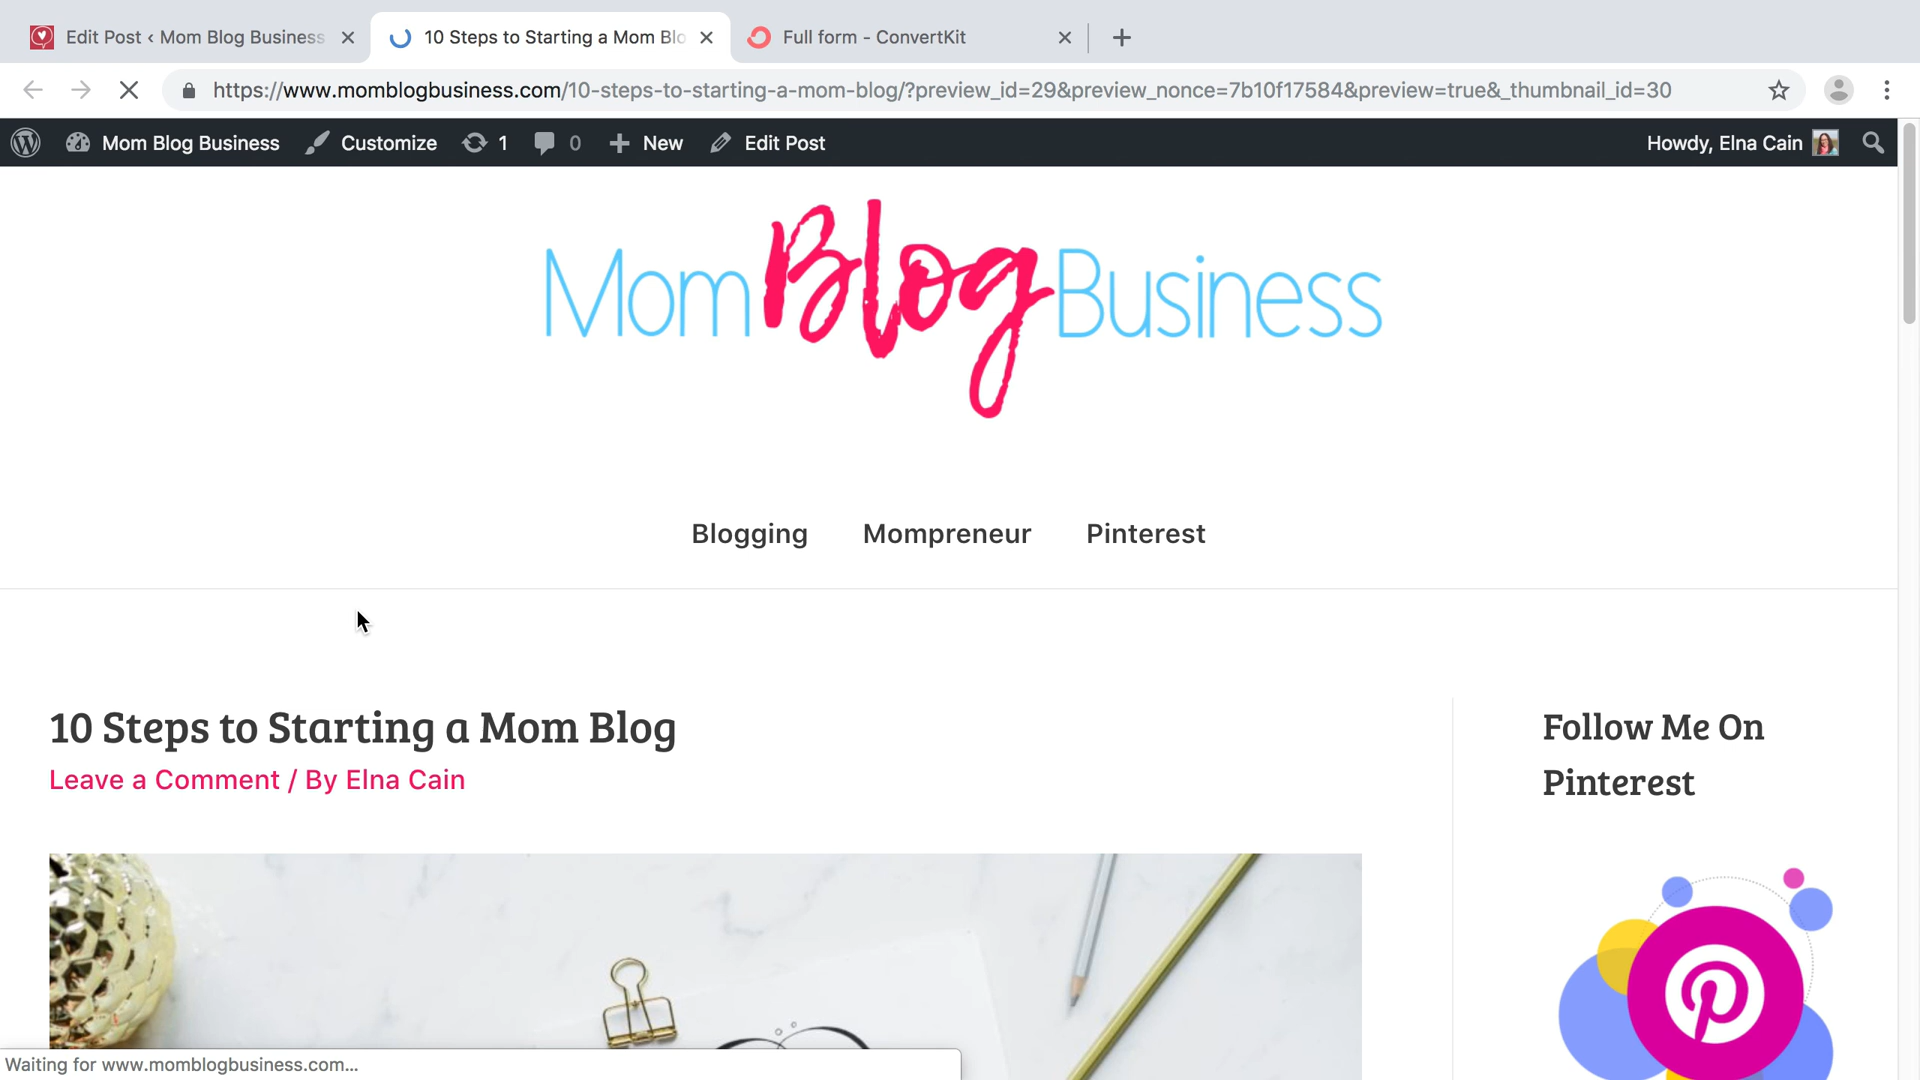 Edit Post ‹ Mom Blog Business
10 Steps to Starting a Mom Blo
Full form - ConvertKit
https://www.momblogbusiness.com/10-steps-to-starting-a-mom-blog/?preview_id=29&preview_nonce=7b10f17584&preview=true&_thumbnail_id=30
Mom Blog Business
Customize
1
0
New
Edit Post
Howdy, Elna Cain
Mom Blog Business
Blogging
Mompreneur
Pinterest
10 Steps to Starting a Mom Blog
Leave a Comment / By Elna Cain
Follow Me On
Pinterest
Waiting for www.momblogbusiness.com...